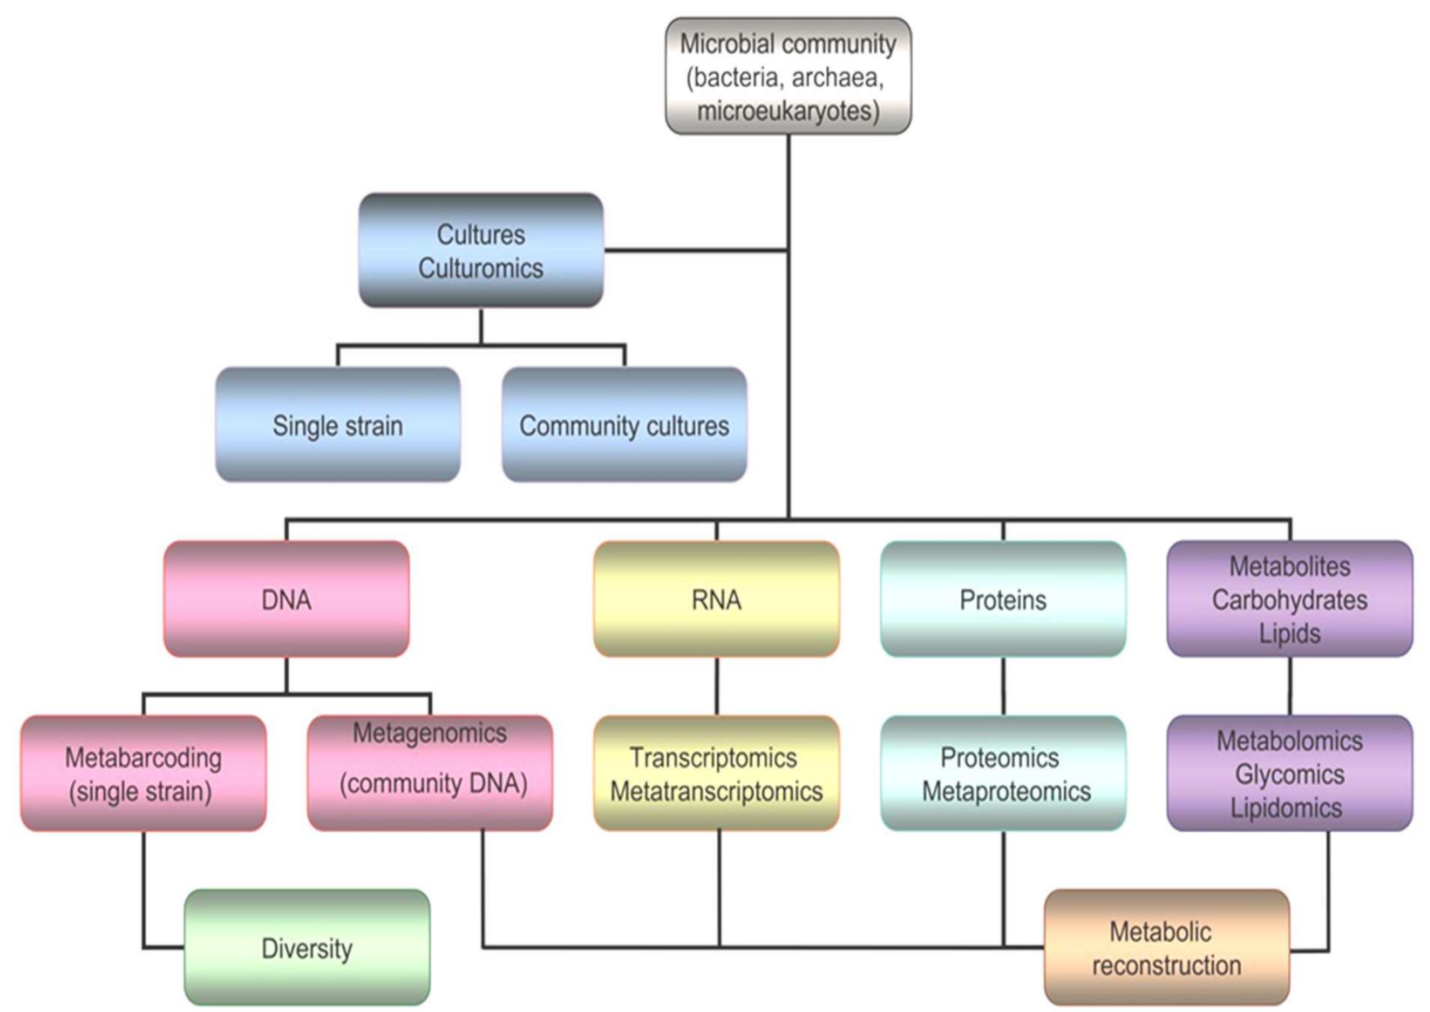 Microbial community
(bacteria, archaea,
microeukaryotes)
Cultures
Culturomics
Single strain
Community cultures
DNA
RNA
Proteins
Metabolites
Carbohydrates
Lipids
Metabarcoding
(single strain)
Metagenomics
(community DNA)
Transcriptomics
Metatranscriptomics
Proteomics
Metaproteomics
Metabolomics
Glycomics
Lipidomics
Diversity
Metabolic
reconstruction